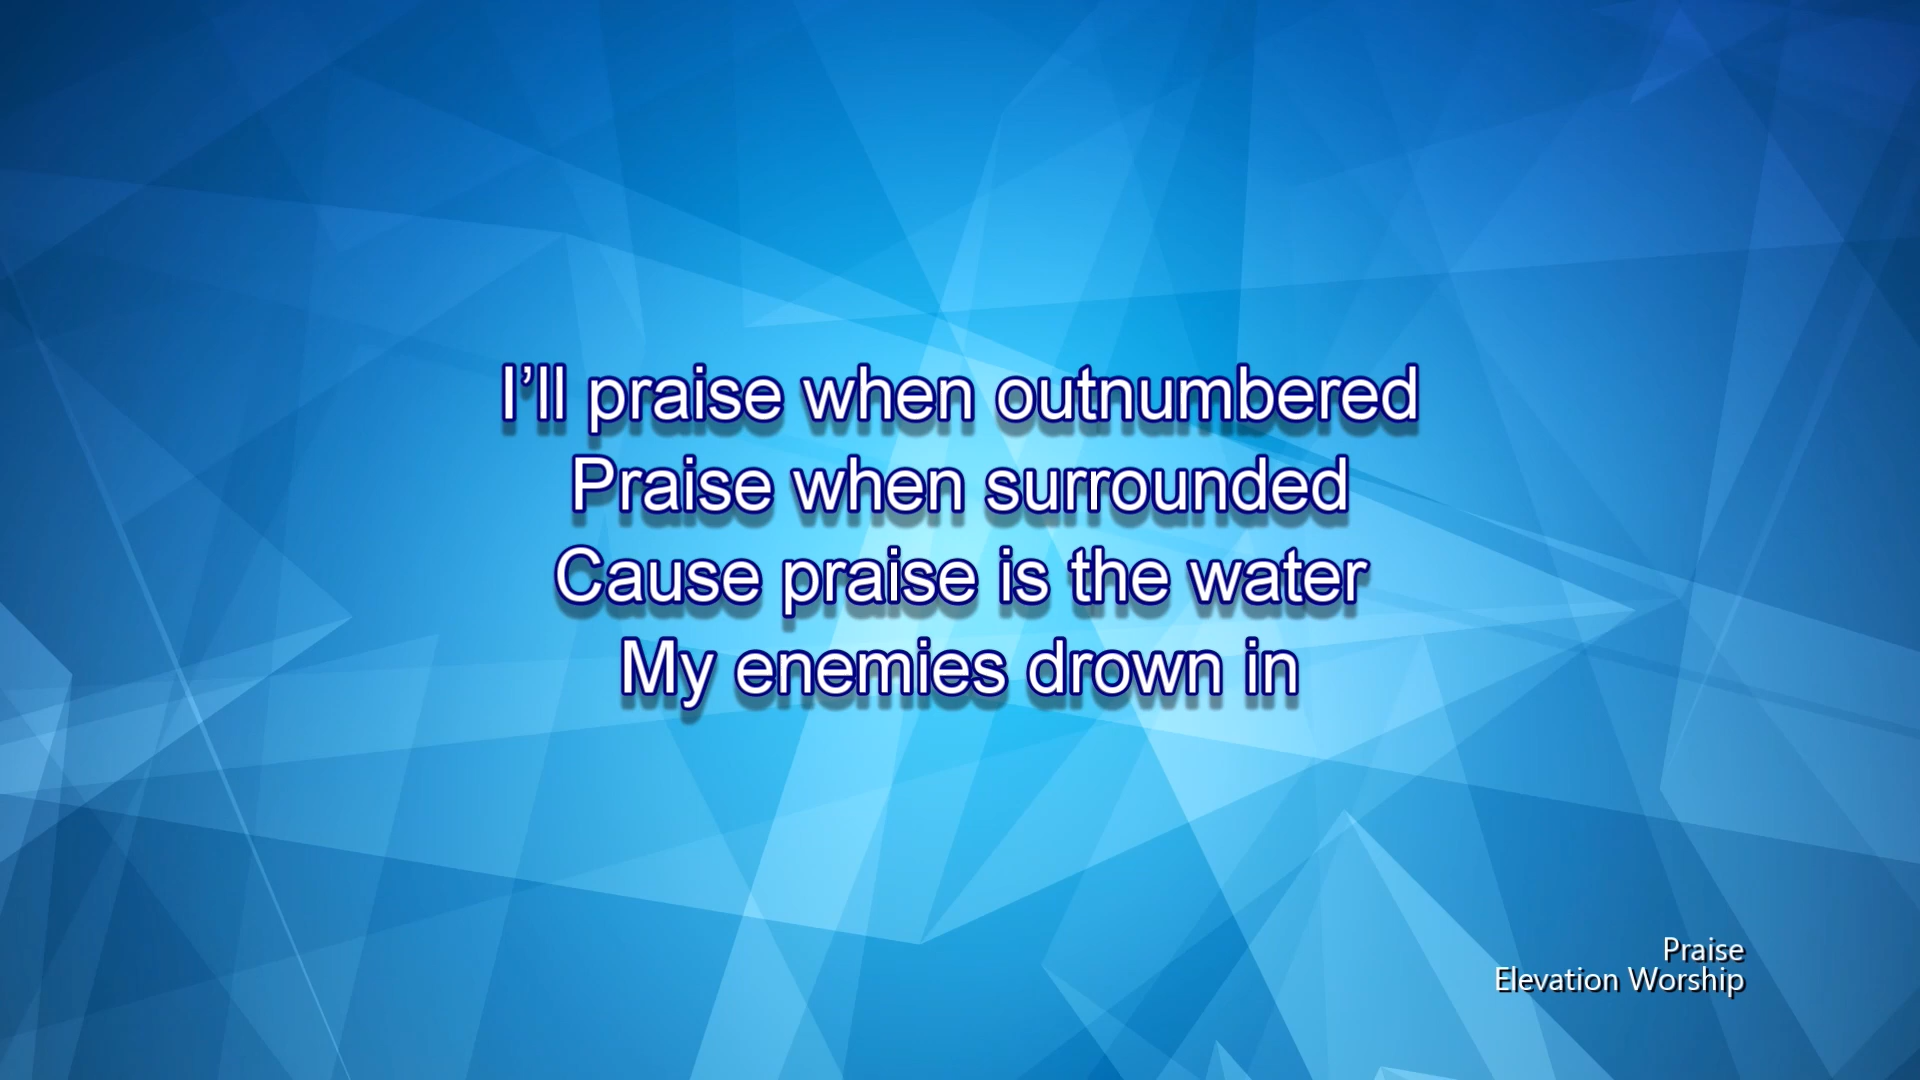 I’ll praise when outnumbered
Praise when surrounded
Cause praise is the water
My enemies drown in
Praise
Elevation Worship